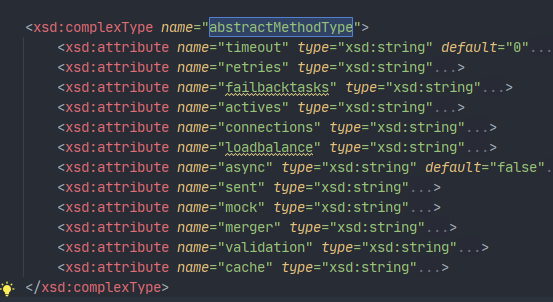 <xsd:complexType name="abstractMethodType">
<xsd:attribute name="timeout" type="xsd:string" default="0"...
<xsd:attribute name="retries" type="xsd:string"...>
<xsd:attribute name="failbacktasks" type="xsd:string"...>
<xsd:attribute name="actives" type="xsd:string"...>
<xsd:attribute name="connections" type="xsd:string"...>
<xsd:attribute name="loadbalance" type="xsd:string"...>
<xsd:attribute name="async" type="xsd:string" default="false"...
<xsd:attribute name="sent" type="xsd:string"...>
<xsd:attribute name="mock" type="xsd:string"...>
<xsd:attribute name="merger" type="xsd:string"...>
<xsd:attribute name="validation" type="xsd:string"...>
<xsd:attribute name="cache" type="xsd:string"...>
</xsd:complexType>